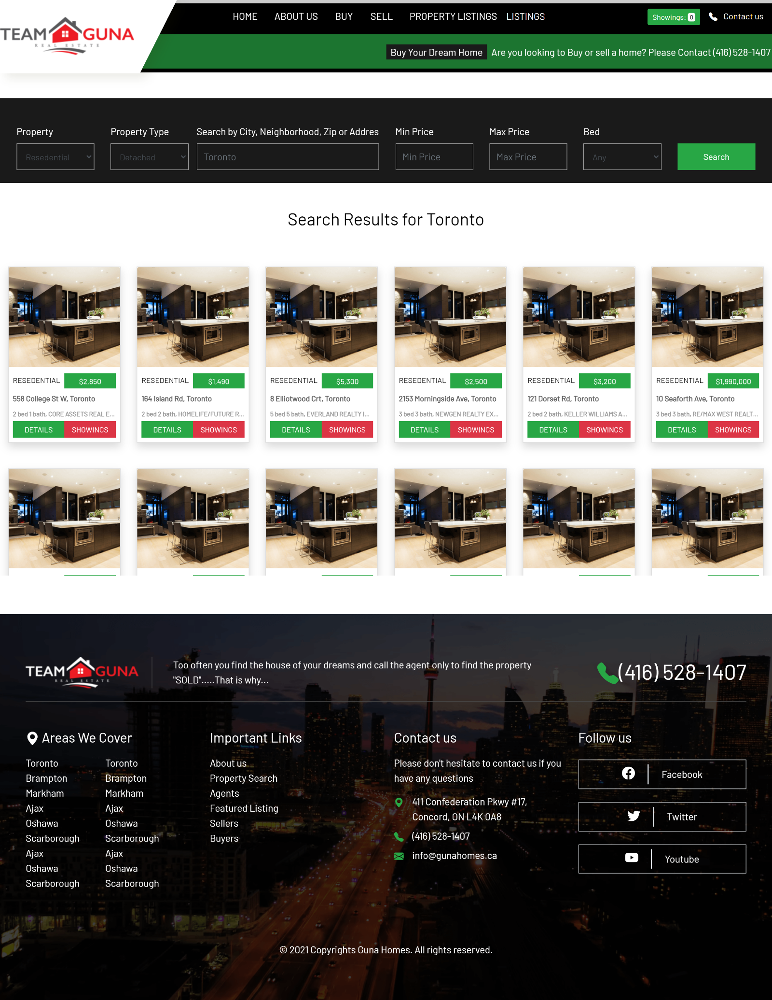 TEAM GUNA
REAL ESTATE
HOME ABOUT US BUY SELL PROPERTY LISTINGS LISTINGS
Showings: 0 Contact us
Buy Your Dream Home Are you looking to Buy or sell a home? Please Contact (416) 528-1407
Property Property Type Search by City, Neighborhood, Zip or Addres Min Price Max Price Bed
Resedential Detached Toronto Min Price Max Price Any Search
Search Results for Toronto
RESEDENTIAL $2,850 RESEDENTIAL $1,490 RESEDENTIAL $5,300 RESEDENTIAL $2,500 RESEDENTIAL $3,200 RESEDENTIAL $1,990,000
558 College St W, Toronto 164 Island Rd, Toronto 8 Elliotwood Crt, Toronto 2153 Morningside Ave, Toronto 121 Dorset Rd, Toronto 10 Seaforth Ave, Toronto
2 bed 1 bath, CORE ASSETS REAL E... 2 bed 2 bath, HOMELIFE/FUTURE R... 5 bed 5 bath, EVERLAND REALTY I... 3 bed 3 bath, NEWGEN REALTY EX... 2 bed 2 bath, KELLER WILLIAMS A... 3 bed 3 bath, RE/MAX WEST REALT...
DETAILS SHOWINGS DETAILS SHOWINGS DETAILS SHOWINGS DETAILS SHOWINGS DETAILS SHOWINGS DETAILS SHOWINGS
TEAM GUNA
REAL ESTATE
Too often you find the house of your dreams and call the agent only to find the property
"SOLD".....That is why...
(416) 528-1407
Areas We Cover
Toronto Toronto
Brampton Brampton
Markham Markham
Ajax Ajax
Oshawa Oshawa
Scarborough Scarborough
Ajax Ajax
Oshawa Oshawa
Scarborough Scarborough
Important Links
About us
Property Search
Agents
Featured Listing
Sellers
Buyers
Contact us
Please don't hesitate to contact us if you
have any questions
411 Confederation Pkwy #17,
Concord, ON L4K 0A8
(416) 528-1407
info@gunahomes.ca
Follow us
Facebook
Twitter
Youtube
© 2021 Copyrights Guna Homes. All rights reserved.